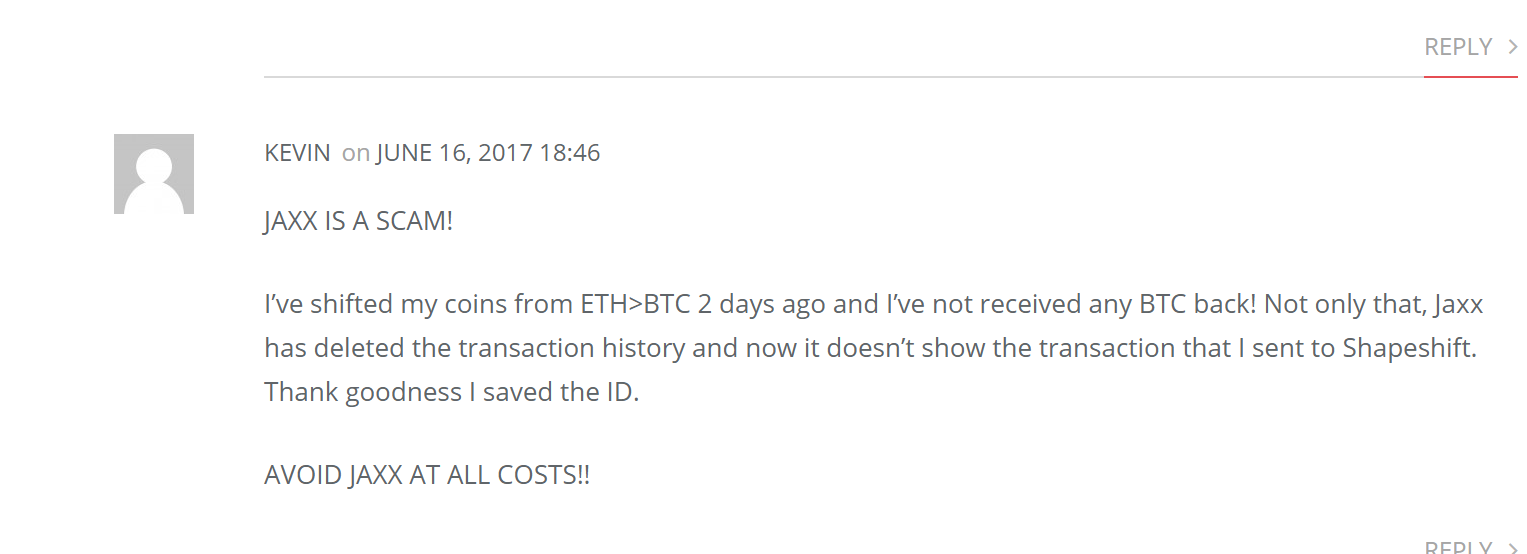 REPLY >
KEVIN on JUNE 16, 2017 18:46
JAXX IS A SCAM!
I’ve shifted my coins from ETH>BTC 2 days ago and I’ve not received any BTC back! Not only that, Jaxx
has deleted the transaction history and now it doesn’t show the transaction that I sent to Shapeshift.
Thank goodness I saved the ID.
AVOID JAXX AT ALL COSTS!!
REPLY >